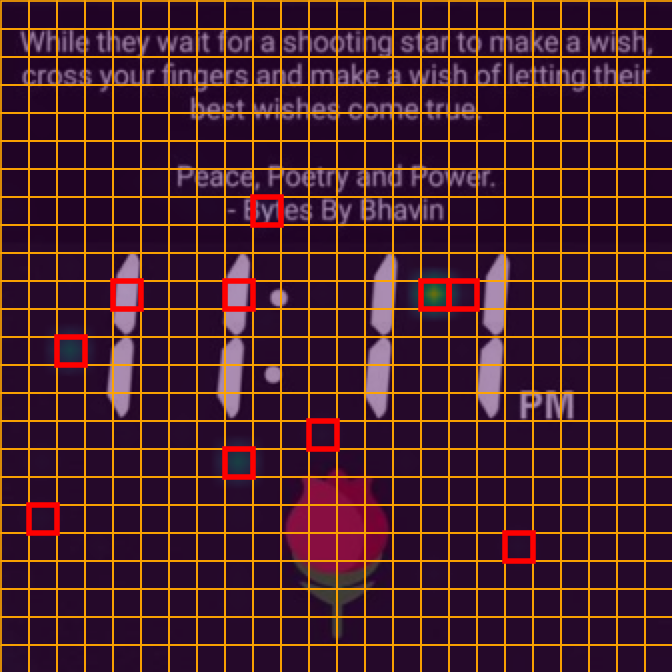 While they wait for a shooting star to make a wish,
cross your fingers and make a wish of letting their
best wishes come true.
Peace, Poetry and Power.
- Bytes By Bhavin
11:11 PM